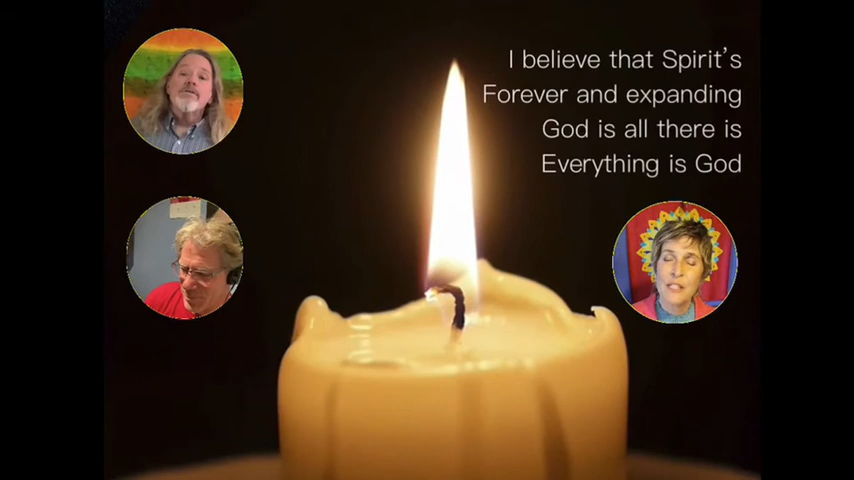 I believe that Spirit's
Forever and expanding
God is all there is
Everything is God